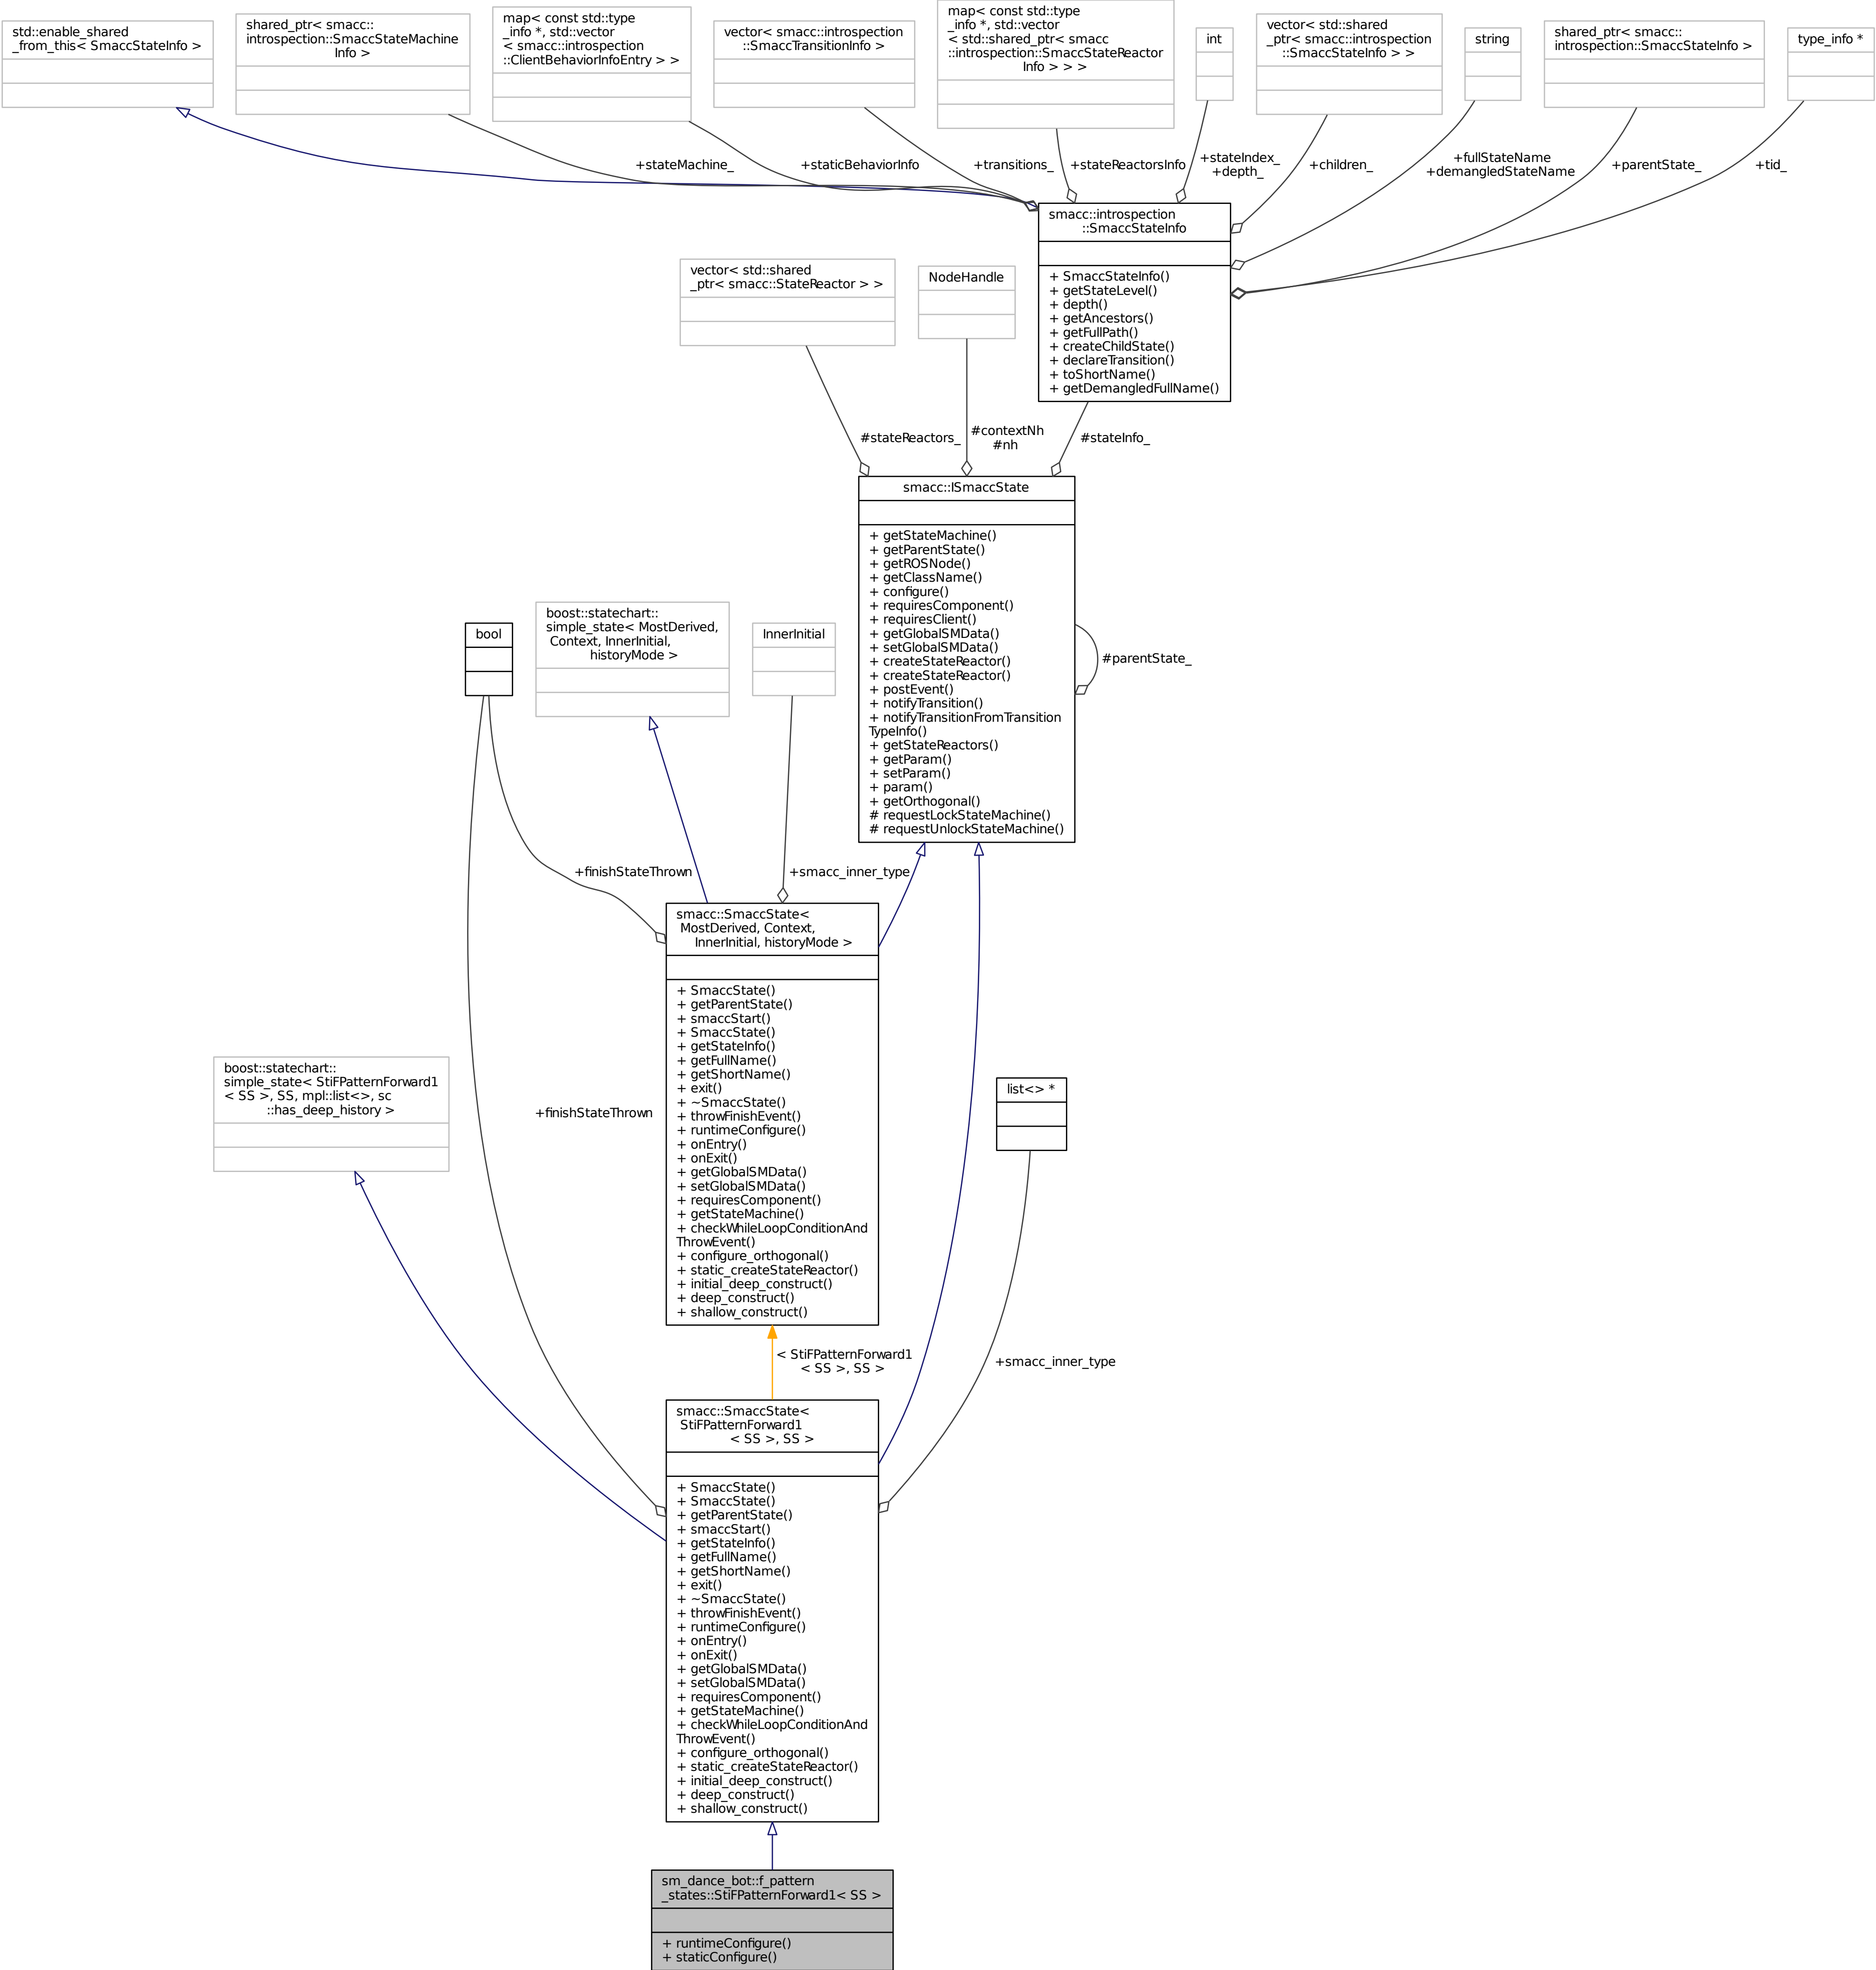 std::enable_shared
_from_this< SmaccStateInfo >
shared_ptr< smacc::
introspection::SmaccStateMachine
Info >
map< const std::type
_info *, std::vector
< smacc::introspection
::ClientBehaviorInfoEntry > >
vector< smacc::introspection
::SmaccTransitionInfo >
map< const std::type
_info *, std::vector
< std::shared_ptr< smacc
::introspection::SmaccStateReactor
Info > > >
int
vector< std::shared
_ptr< smacc::introspection
::SmaccStateInfo > >
string
shared_ptr< smacc::
introspection::SmaccStateInfo >
type_info *
+stateMachine_
+staticBehaviorInfo
+transitions_
+stateReactorsInfo
+stateIndex_
+depth_
+children_
+fullStateName
+demangledStateName
+parentState_
+tid_
smacc::introspection
::SmaccStateInfo
+ SmaccStateInfo()
+ getStateLevel()
+ depth()
+ getAncestors()
+ getFullPath()
+ createChildState()
+ declareTransition()
+ toShortName()
+ getDemangledFullName()
vector< std::shared
_ptr< smacc::StateReactor > >
NodeHandle
#stateReactors_
#contextNh
#nh
#stateInfo_
smacc::ISmaccState
+ getStateMachine()
+ getParentState()
+ getROSNode()
+ getClassName()
+ configure()
+ requiresComponent()
+ requiresClient()
+ getGlobalSMData()
+ setGlobalSMData()
+ createStateReactor()
+ createStateReactor()
+ postEvent()
+ notifyTransition()
+ notifyTransitionFromTransition
TypeInfo()
+ getStateReactors()
+ getParam()
+ setParam()
+ param()
+ getOrthogonal()
# requestLockStateMachine()
# requestUnlockStateMachine()
#parentState_
bool
boost::statechart::
simple_state< MostDerived,
Context, InnerInitial,
historyMode >
InnerInitial
+finishStateThrown
+smacc_inner_type
smacc::SmaccState<
MostDerived, Context,
InnerInitial, historyMode >
+ SmaccState()
+ getParentState()
+ smaccStart()
+ SmaccState()
+ getStateInfo()
+ getFullName()
+ getShortName()
+ exit()
+ ~SmaccState()
+ throwFinishEvent()
+ runtimeConfigure()
+ onEntry()
+ onExit()
+ getGlobalSMData()
+ setGlobalSMData()
+ requiresComponent()
+ getStateMachine()
+ checkWhileLoopConditionAnd
ThrowEvent()
+ configure_orthogonal()
+ static_createStateReactor()
+ initial_deep_construct()
+ deep_construct()
+ shallow_construct()
boost::statechart::
simple_state< StiFPatternForward1
< SS >, SS, mpl::list<>, sc
::has_deep_history >
+finishStateThrown
list<> *
< StiFPatternForward1
< SS >, SS >
+smacc_inner_type
smacc::SmaccState<
StiFPatternForward1
< SS >, SS >
+ SmaccState()
+ SmaccState()
+ getParentState()
+ smaccStart()
+ getStateInfo()
+ getFullName()
+ getShortName()
+ exit()
+ ~SmaccState()
+ throwFinishEvent()
+ runtimeConfigure()
+ onEntry()
+ onExit()
+ getGlobalSMData()
+ setGlobalSMData()
+ requiresComponent()
+ getStateMachine()
+ checkWhileLoopConditionAnd
ThrowEvent()
+ configure_orthogonal()
+ static_createStateReactor()
+ initial_deep_construct()
+ deep_construct()
+ shallow_construct()
sm_dance_bot::f_pattern
_states::StiFPatternForward1< SS >
+ runtimeConfigure()
+ staticConfigure()